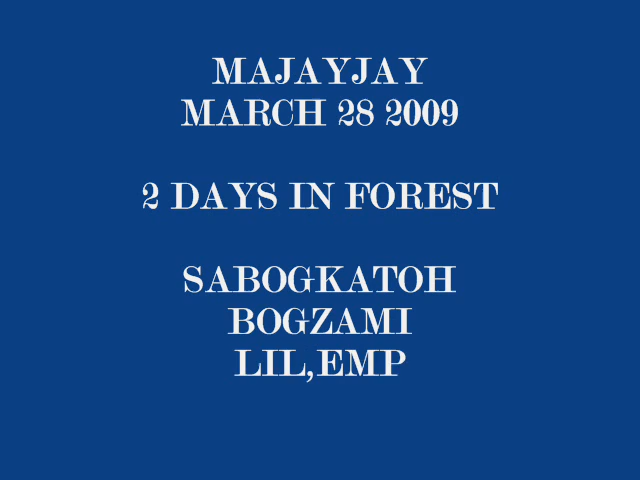 MAJAYJAY
MARCH 28 2009
2 DAYS IN FOREST
SABOGKATOH
BOGZAMI
LIL,EMP